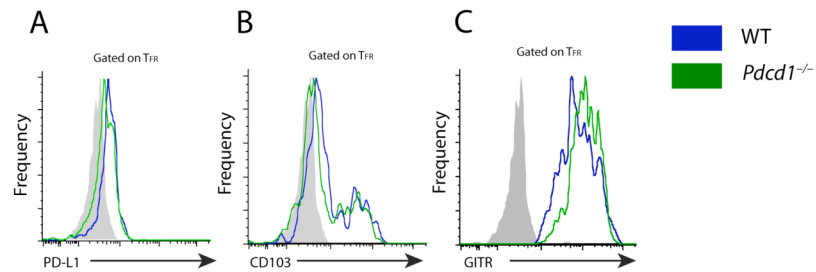 A
B
C
Gated on TFR
Gated on TFR
Gated on TFR
WT
Pdcd1−/−
Frequency
Frequency
Frequency
PD-L1
CD103
GITR